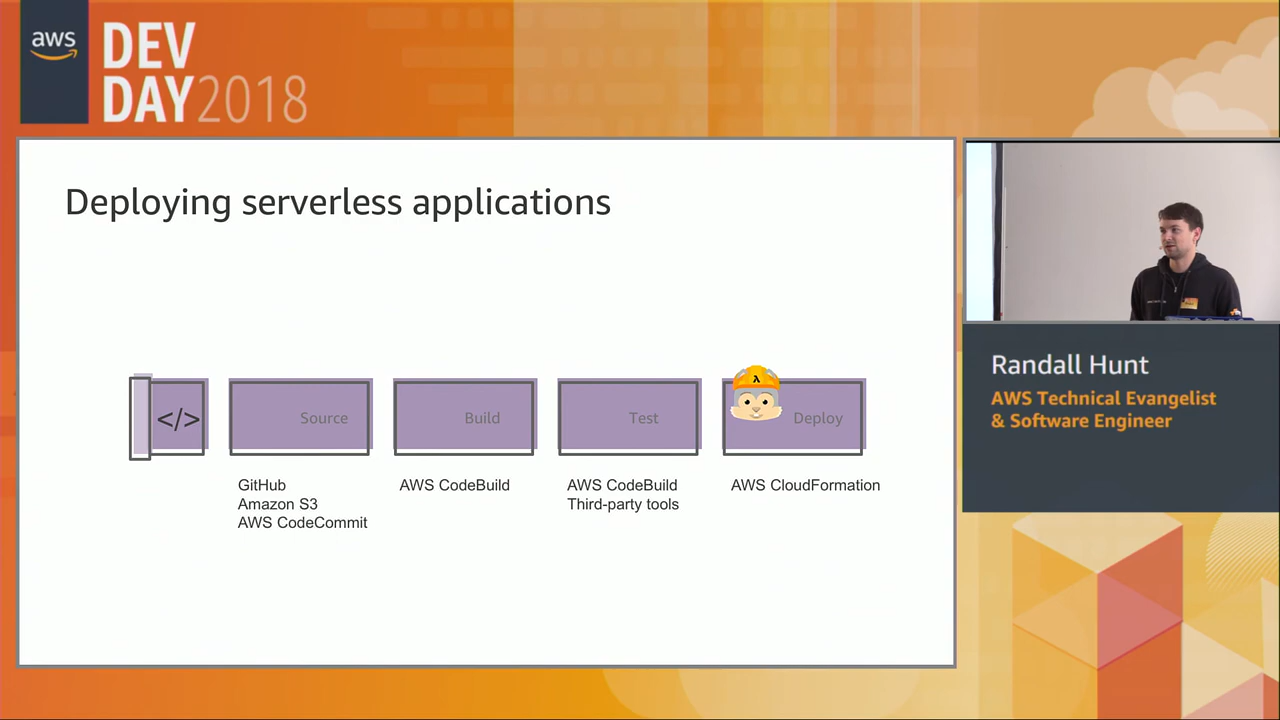 aws
DEV
DAY2018
Deploying serverless applications
</>
Source
Build
Test
λ
Deploy
GitHub
Amazon S3
AWS CodeCommit
AWS CodeBuild
AWS CodeBuild
Third-party tools
AWS CloudFormation
Randall Hunt
AWS Technical Evangelist
& Software Engineer